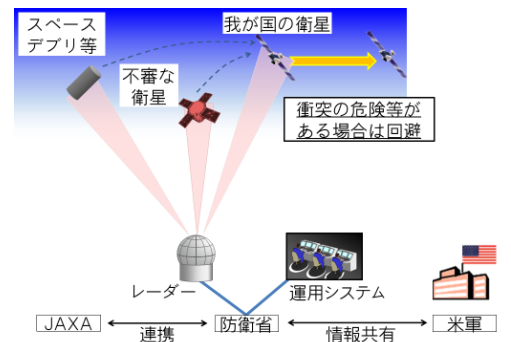 スペース
デブリ等
我が国の衛星
不審な
衛星
衝突の危険等が
ある場合は回避
レーダー
運用システム
JAXA
連携
防衛省
情報共有
米軍